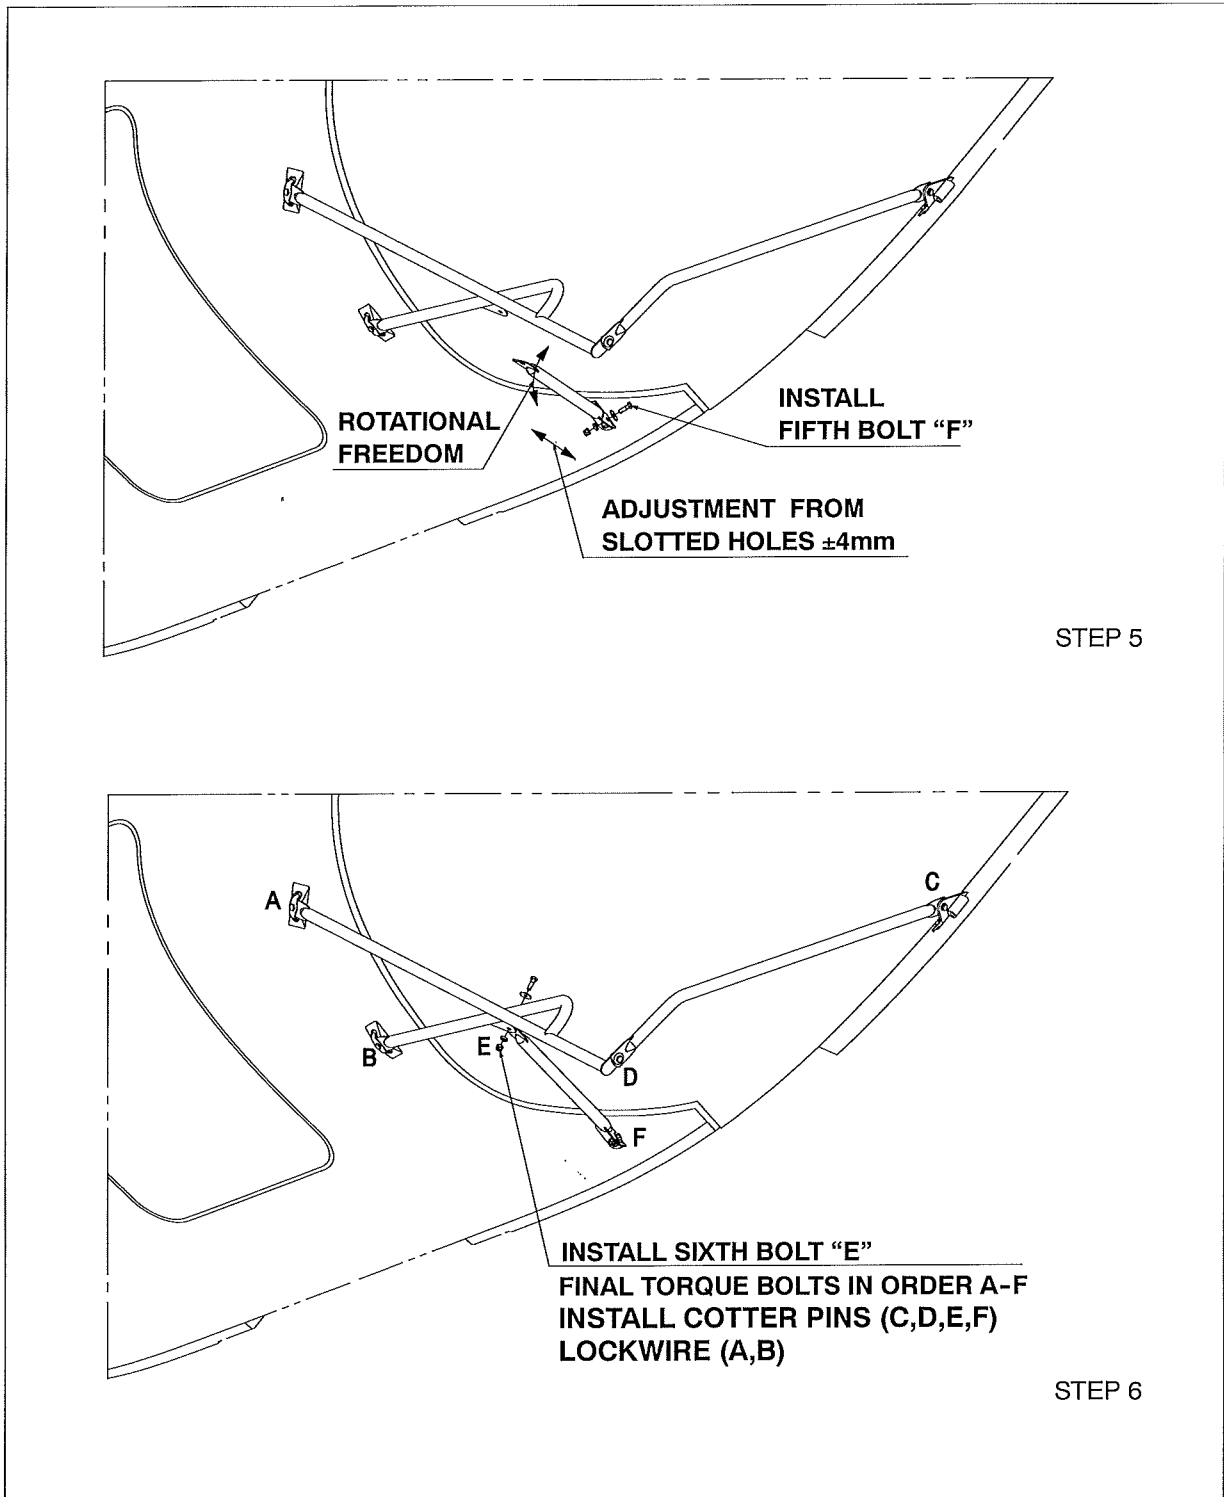 ROTATIONAL
FREEDOM
INSTALL
FIFTH BOLT “F”
ADJUSTMENT FROM
SLOTTED HOLES ±4mm
STEP 5
A
B
C
D
E
F
INSTALL SIXTH BOLT “E”
FINAL TORQUE BOLTS IN ORDER A-F
INSTALL COTTER PINS (C,D,E,F)
LOCKWIRE (A,B)
STEP 6